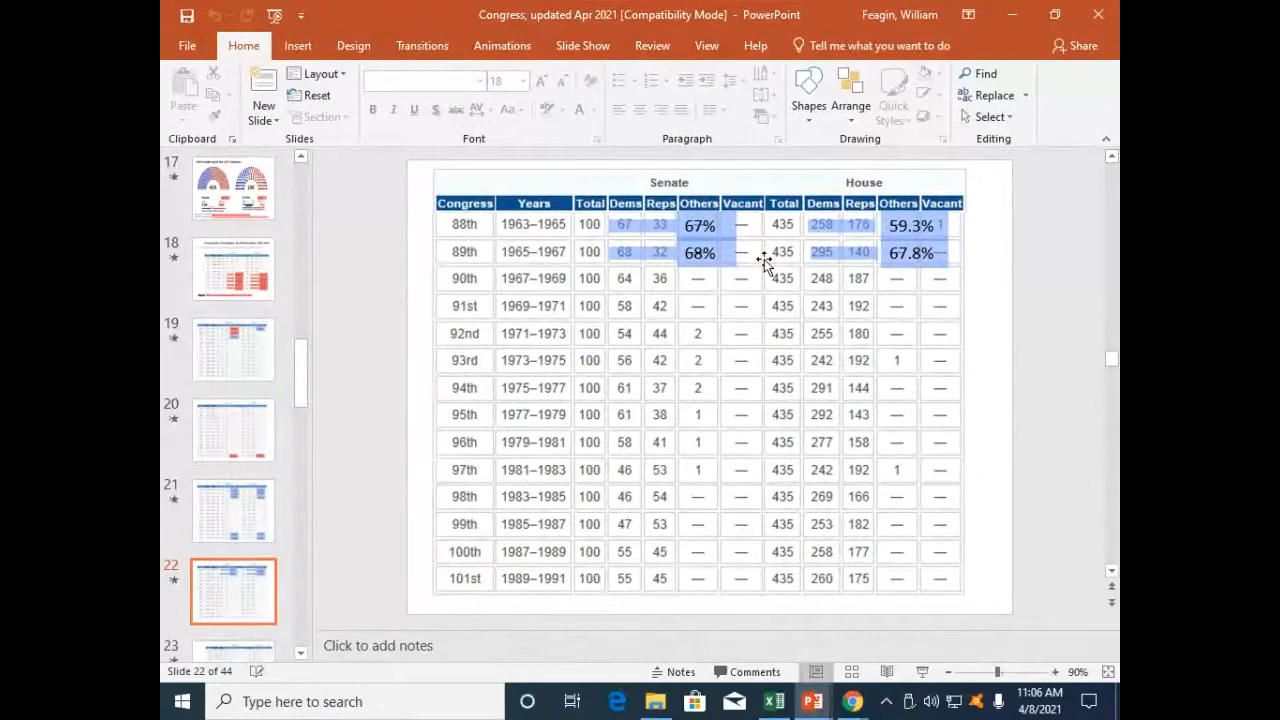 Congress, updated Apr 2021 [Compatibility Mode] - PowerPoint
Feagin, William
File Home Insert Design Transitions Animations Slide Show Review View Help Tell me what you want to do Share
Paste
New Slide
Layout
Reset
Section
18
B I U S abc AV Aa A
Shapes Arrange Quick Styles
Find
Replace
Select
Clipboard Slides Font Paragraph Drawing Editing
17
18
19
20
21
22
23
Senate House
Congress Years Total Dems Reps Others Vacant Total Dems Reps Others Vacant
88th 1963–1965 100 67 33 67% — 435 258 176 59.3% 1
89th 1965–1967 100 68 32 68% — 435 295 140 67.8% —
90th 1967–1969 100 64 36 — — 435 248 187 — —
91st 1969–1971 100 58 42 — — 435 243 192 — —
92nd 1971–1973 100 54 44 2 — 435 255 180 — —
93rd 1973–1975 100 56 42 2 — 435 242 192 1 —
94th 1975–1977 100 61 37 2 — 435 291 144 — —
95th 1977–1979 100 61 38 1 — 435 292 143 — —
96th 1979–1981 100 58 41 1 — 435 277 158 — —
97th 1981–1983 100 46 53 1 — 435 242 192 1 —
98th 1983–1985 100 46 54 — — 435 269 166 — —
99th 1985–1987 100 47 53 — — 435 253 182 — —
100th 1987–1989 100 55 45 — — 435 258 177 — —
101st 1989–1991 100 55 45 — — 435 260 175 — —
Click to add notes
Slide 22 of 44
Notes Comments
90%
Type here to search
11:06 AM
4/8/2021